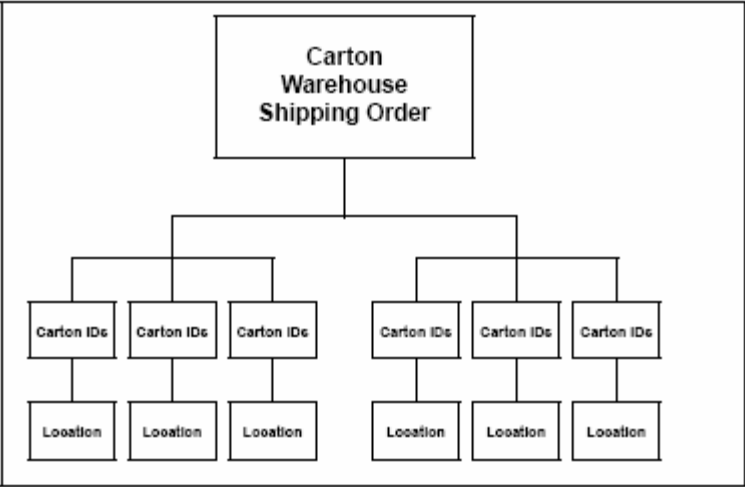 Carton
Warehouse
Shipping Order
Carton IDs Carton IDs Carton IDs Carton IDs Carton IDs Carton IDs
Location Location Location Location Location Location